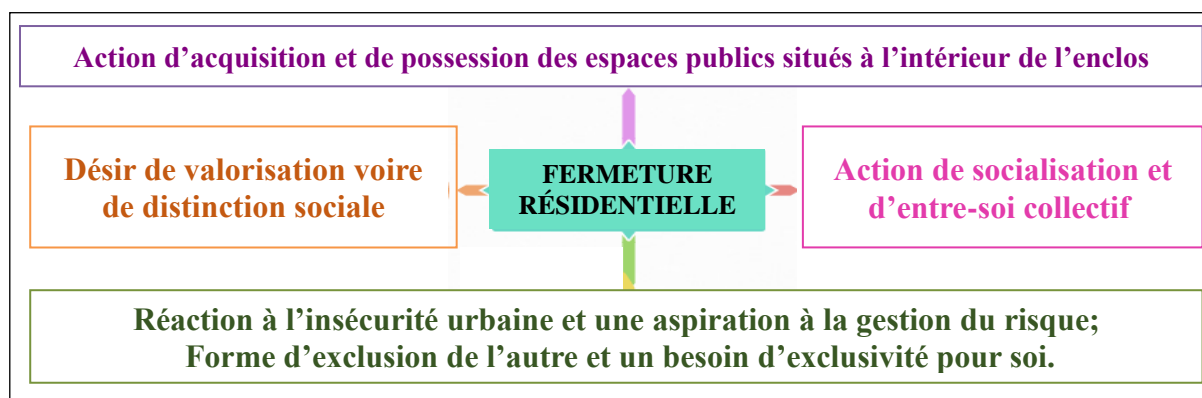 Action d’acquisition et de possession des espaces publics situés à l’intérieur de l’enclos
Désir de valorisation voire
de distinction sociale
FERMETURE
RÉSIDENTIELLE
Action de socialisation et
d’entre-soi collectif
Réaction à l’insécurité urbaine et une aspiration à la gestion du risque;
Forme d’exclusion de l’autre et un besoin d’exclusivité pour soi.